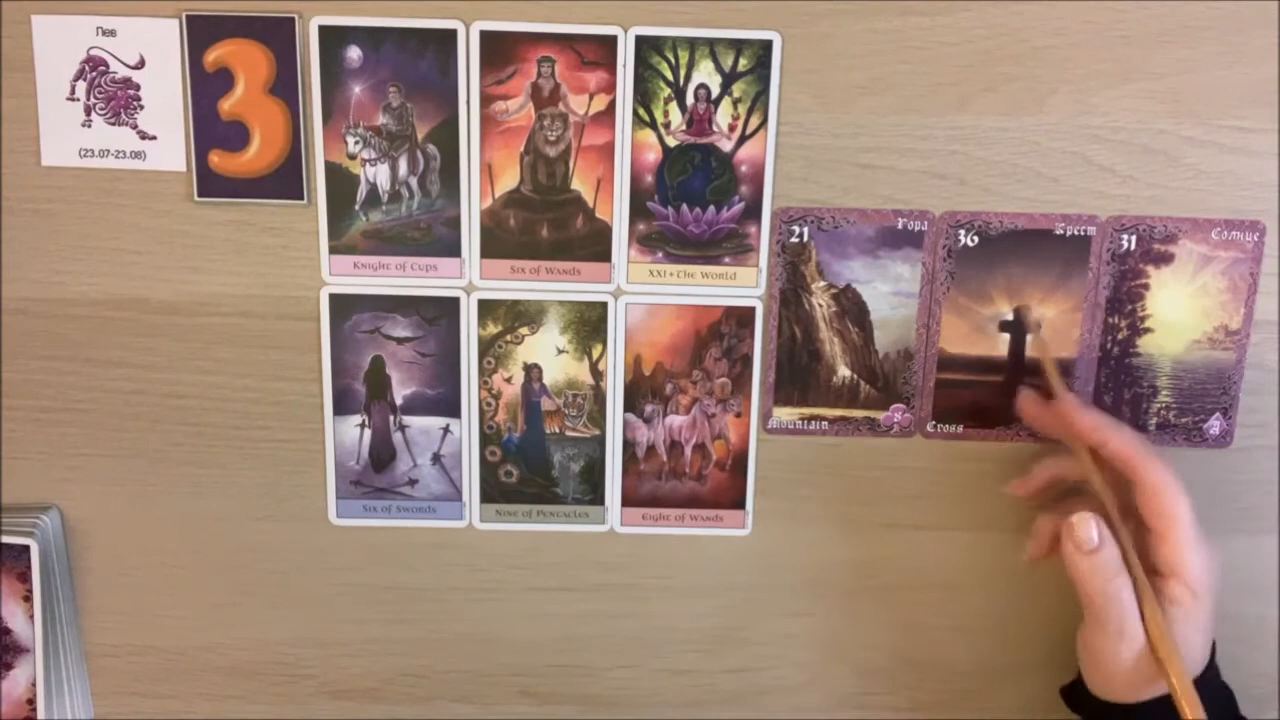 Лев
(23.07-23.08)
3
Knight of Cups
Six of Wands
XXI • The World
Six of Swords
Nine of Pentacles
Eight of Wands
21
Гора
Mountain
8
36
Крест
Cross
31
Солнце
A